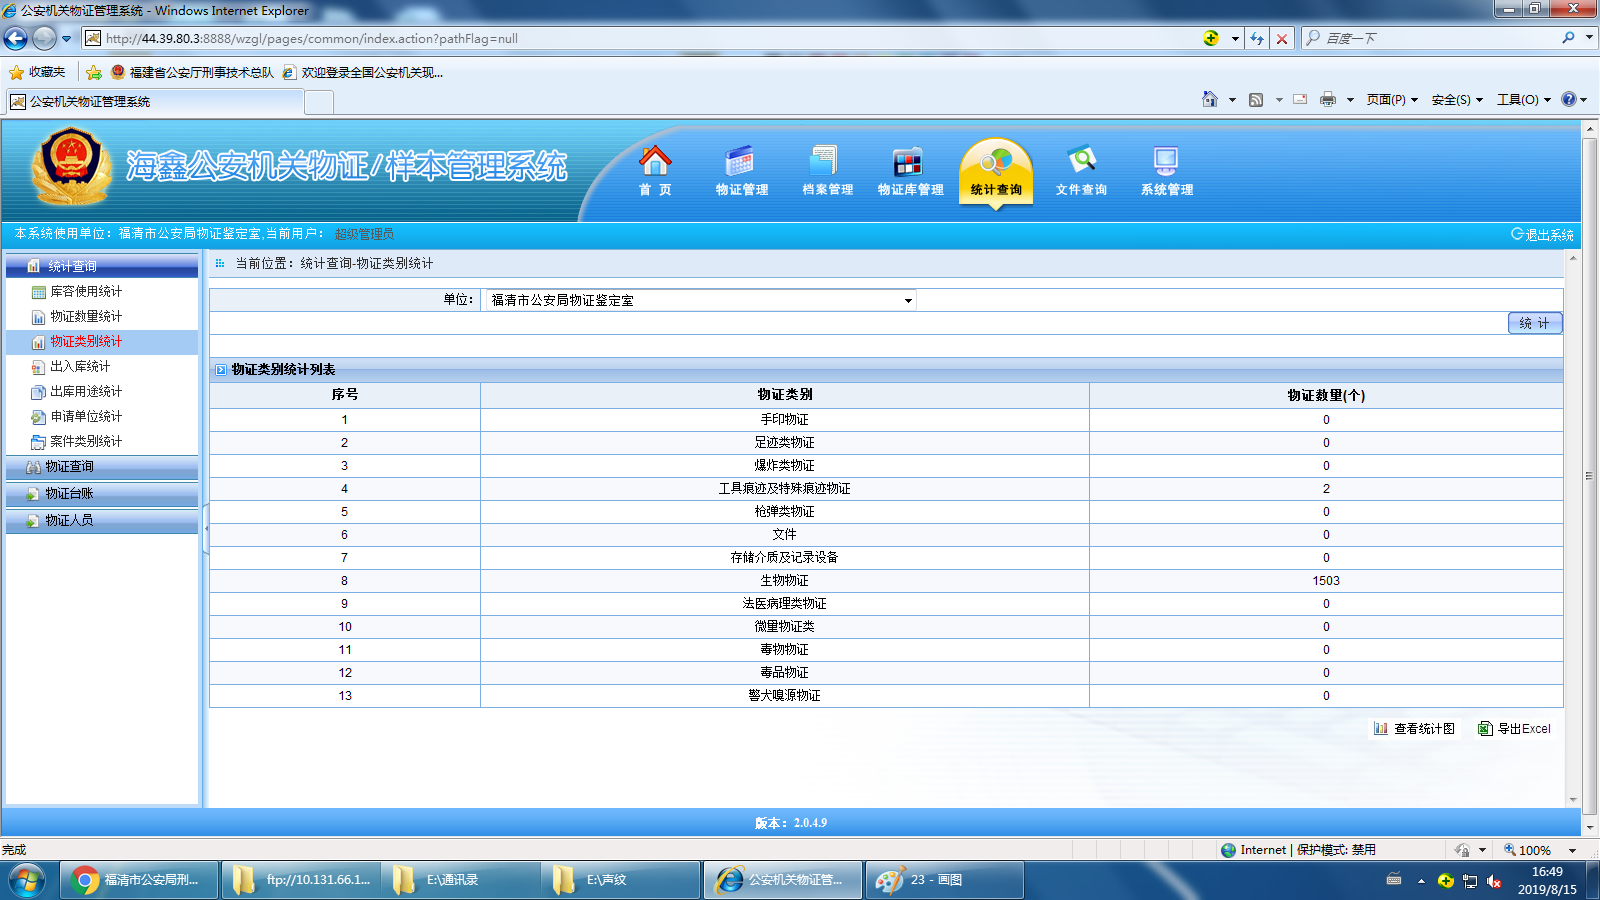 公安机关物证管理系统 - Windows Internet Explorer
http://44.39.80.3:8888/wzgl/pages/common/index.action?pathFlag=null
百度一下
收藏夹 福建省公安厅刑事技术总队 欢迎登录全国公安机关现...
公安机关物证管理系统
页面(P) 安全(S) 工具(O)
海鑫公安机关物证/样本管理系统
首 页 物证管理 档案管理 物证库管理 统计查询 文件查询 系统管理
本系统使用单位：福清市公安局物证鉴定室,当前用户： 超级管理员 退出系统
统计查询
库容使用统计
物证数量统计
物证类别统计
出入库统计
出库用途统计
申请单位统计
案件类别统计
物证查询
物证台账
物证人员
当前位置：统计查询-物证类别统计
单位： 福清市公安局物证鉴定室
统 计
物证类别统计列表
序号 物证类别 物证数量(个)
1 手印物证 0
2 足迹类物证 0
3 爆炸类物证 0
4 工具痕迹及特殊痕迹物证 2
5 枪弹类物证 0
6 文件 0
7 存储介质及记录设备 0
8 生物物证 1503
9 法医病理类物证 0
10 微量物证类 0
11 毒物物证 0
12 毒品物证 0
13 警犬嗅源物证 0
查看统计图 导出Excel
版本：2.0.4.9
完成 Internet | 保护模式: 禁用 100%
福清市公安局刑... ftp://10.131.66.1... E:\通讯录 E:\声纹 公安机关物证管... 23 - 画图
16:49
2019/8/15